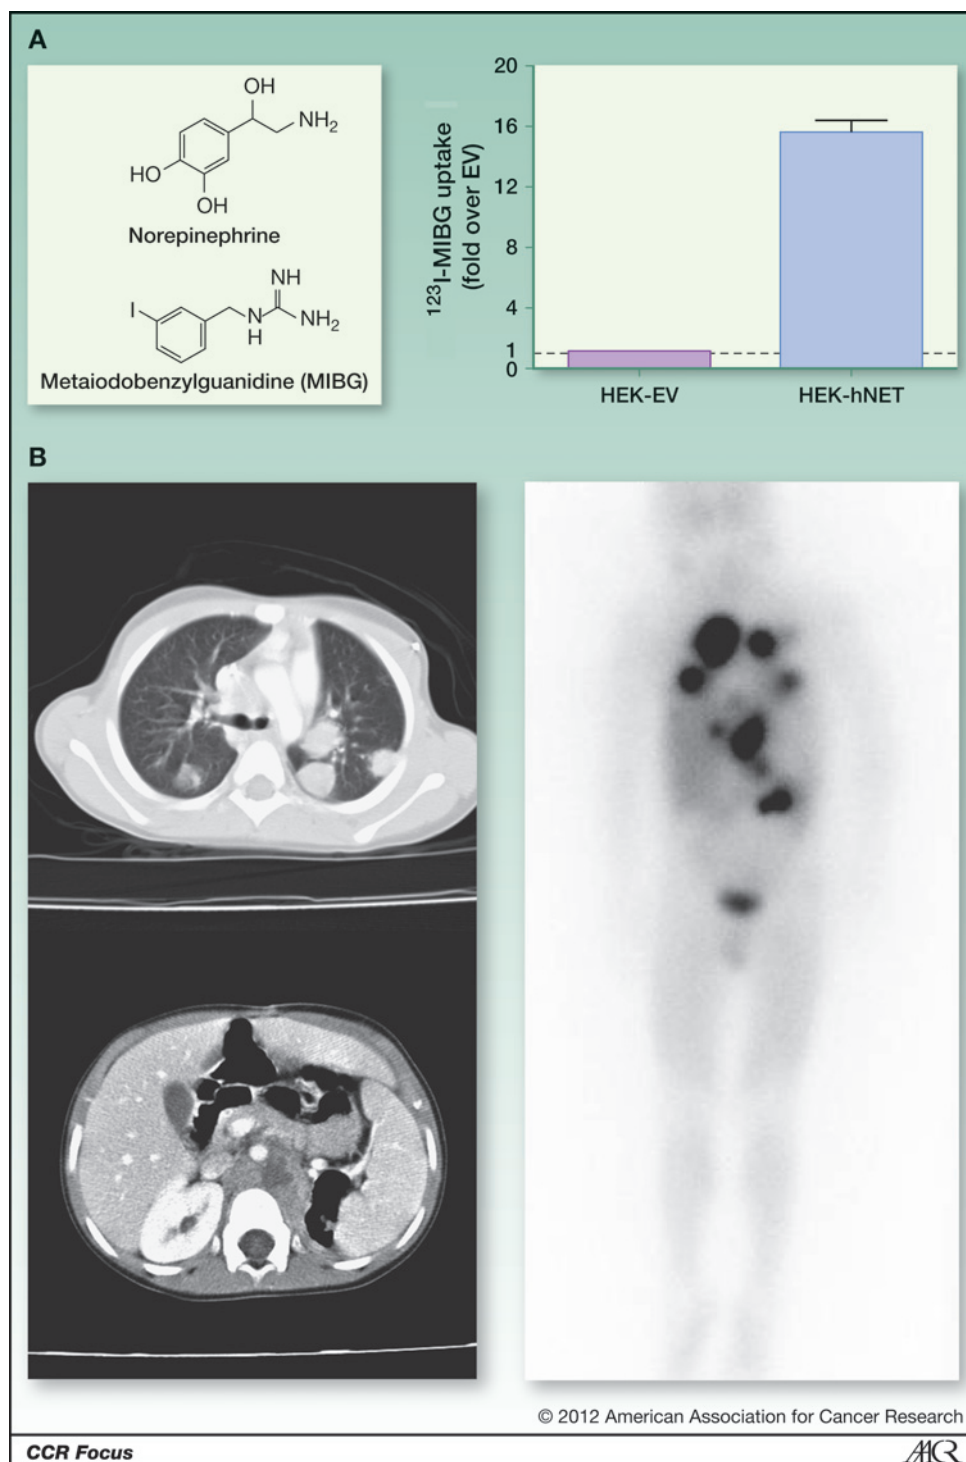 A
OH
NH₂
HO
OH
Norepinephrine
NH
I
N
H
NH₂
Metaiodobenzylguanidine (MIBG)
¹²³I-MIBG uptake
(fold over EV)
20
16
12
8
4
1
0
HEK-EV
HEK-hNET
B
© 2012 American Association for Cancer Research
CCR Focus
AACR